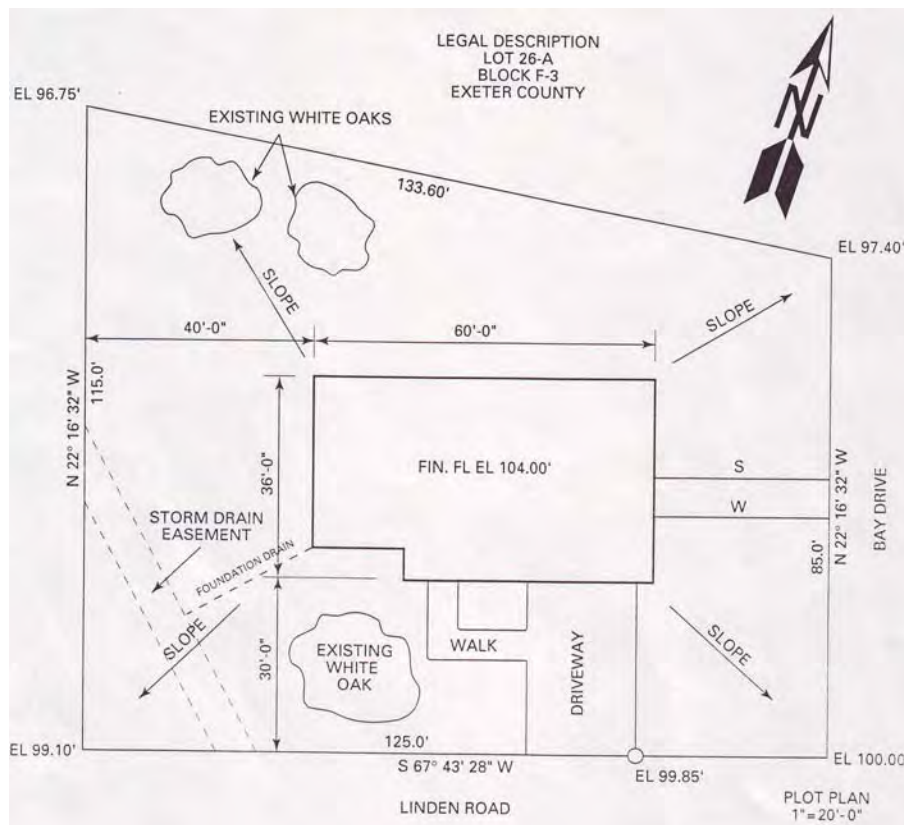 LEGAL DESCRIPTION
LOT 26-A
BLOCK F-3
EXETER COUNTY
N
EL 96.75'
EXISTING WHITE OAKS
133.60'
EL 97.40'
SLOPE
SLOPE
40'-0"
60'-0"
N 22° 16' 32" W
115.0'
36'-0"
FIN. FL EL 104.00'
S
W
N 22° 16' 32" W
85.0'
BAY DRIVE
STORM DRAIN
EASEMENT
FOUNDATION DRAIN
SLOPE
30'-0"
EXISTING
WHITE
OAK
WALK
DRIVEWAY
SLOPE
EL 99.10'
125.0'
S 67° 43' 28" W
EL 99.85'
EL 100.00
LINDEN ROAD
PLOT PLAN
1"=20'-0"